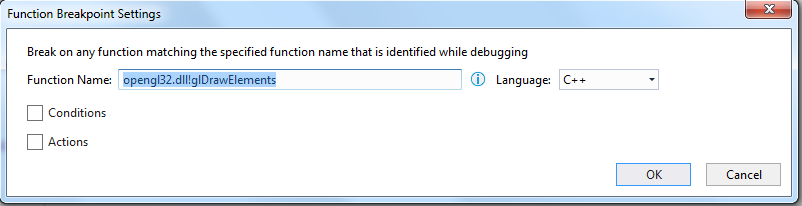 Function Breakpoint Settings
Break on any function matching the specified function name that is identified while debugging
Function Name: opengl32.dll!glDrawElements Language: C++
Conditions
Actions
OK Cancel